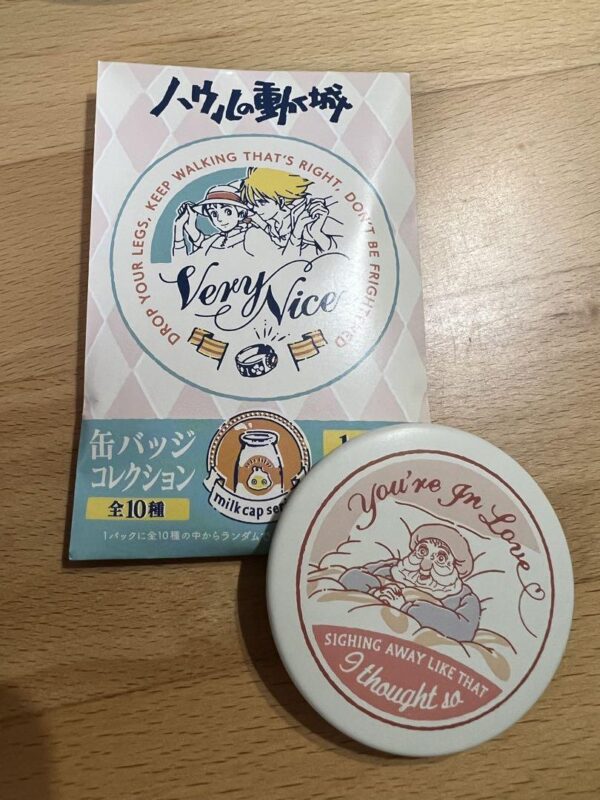 ハウルの動く城
DROP YOUR LEGS, KEEP WALKING THAT'S RIGHT, DON'T BE FRIGHTENED
Very Nice
缶バッジ
コレクション
全10種
milk cap
1パックに全10種の中からランダムで
You're In Love
SIGHING AWAY LIKE THAT
I thought so